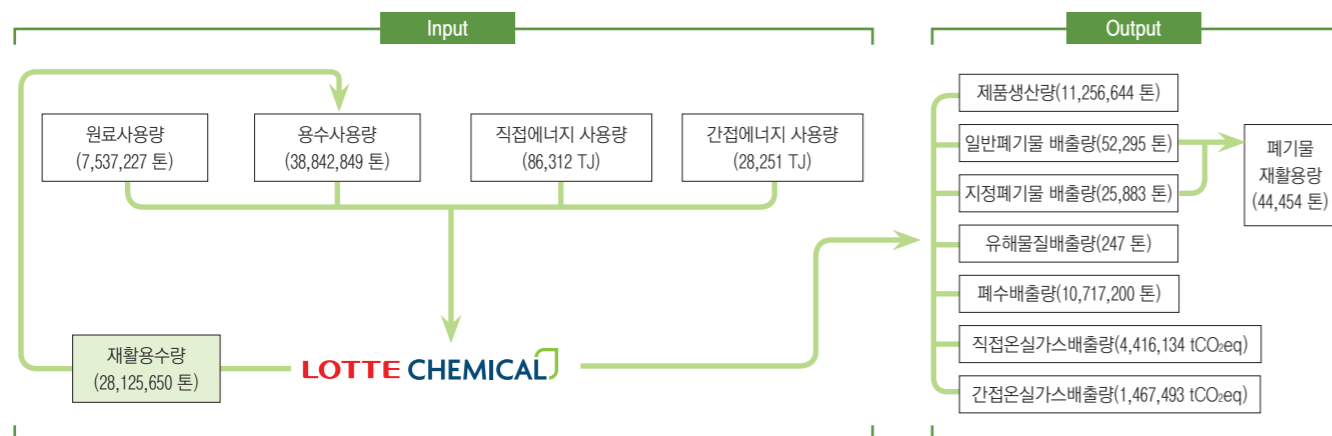 Input
Output
원료사용량
(7,537,227 톤)
용수사용량
(38,842,849 톤)
직접에너지 사용량
(86,312 TJ)
간접에너지 사용량
(28,251 TJ)
재활용수량
(28,125,650 톤)
LOTTE CHEMICAL
제품생산량(11,256,644 톤)
일반폐기물 배출량(52,295 톤)
지정폐기물 배출량(25,883 톤)
폐기물
재활용량
(44,454 톤)
유해물질배출량(247 톤)
폐수배출량(10,717,200 톤)
직접온실가스배출량(4,416,134 tCO₂eq)
간접온실가스배출량(1,467,493 tCO₂eq)